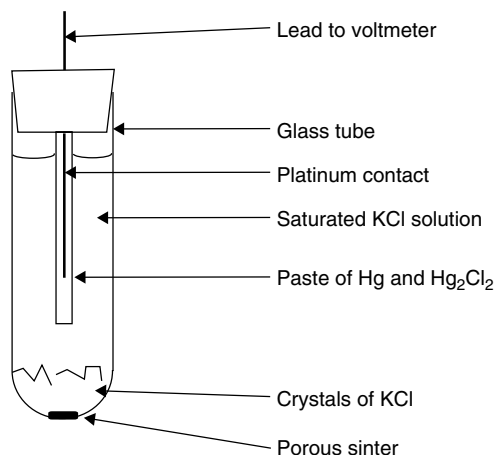 Lead to voltmeter
Glass tube
Platinum contact
Saturated KCl solution
Paste of Hg and Hg₂Cl₂
Crystals of KCl
Porous sinter